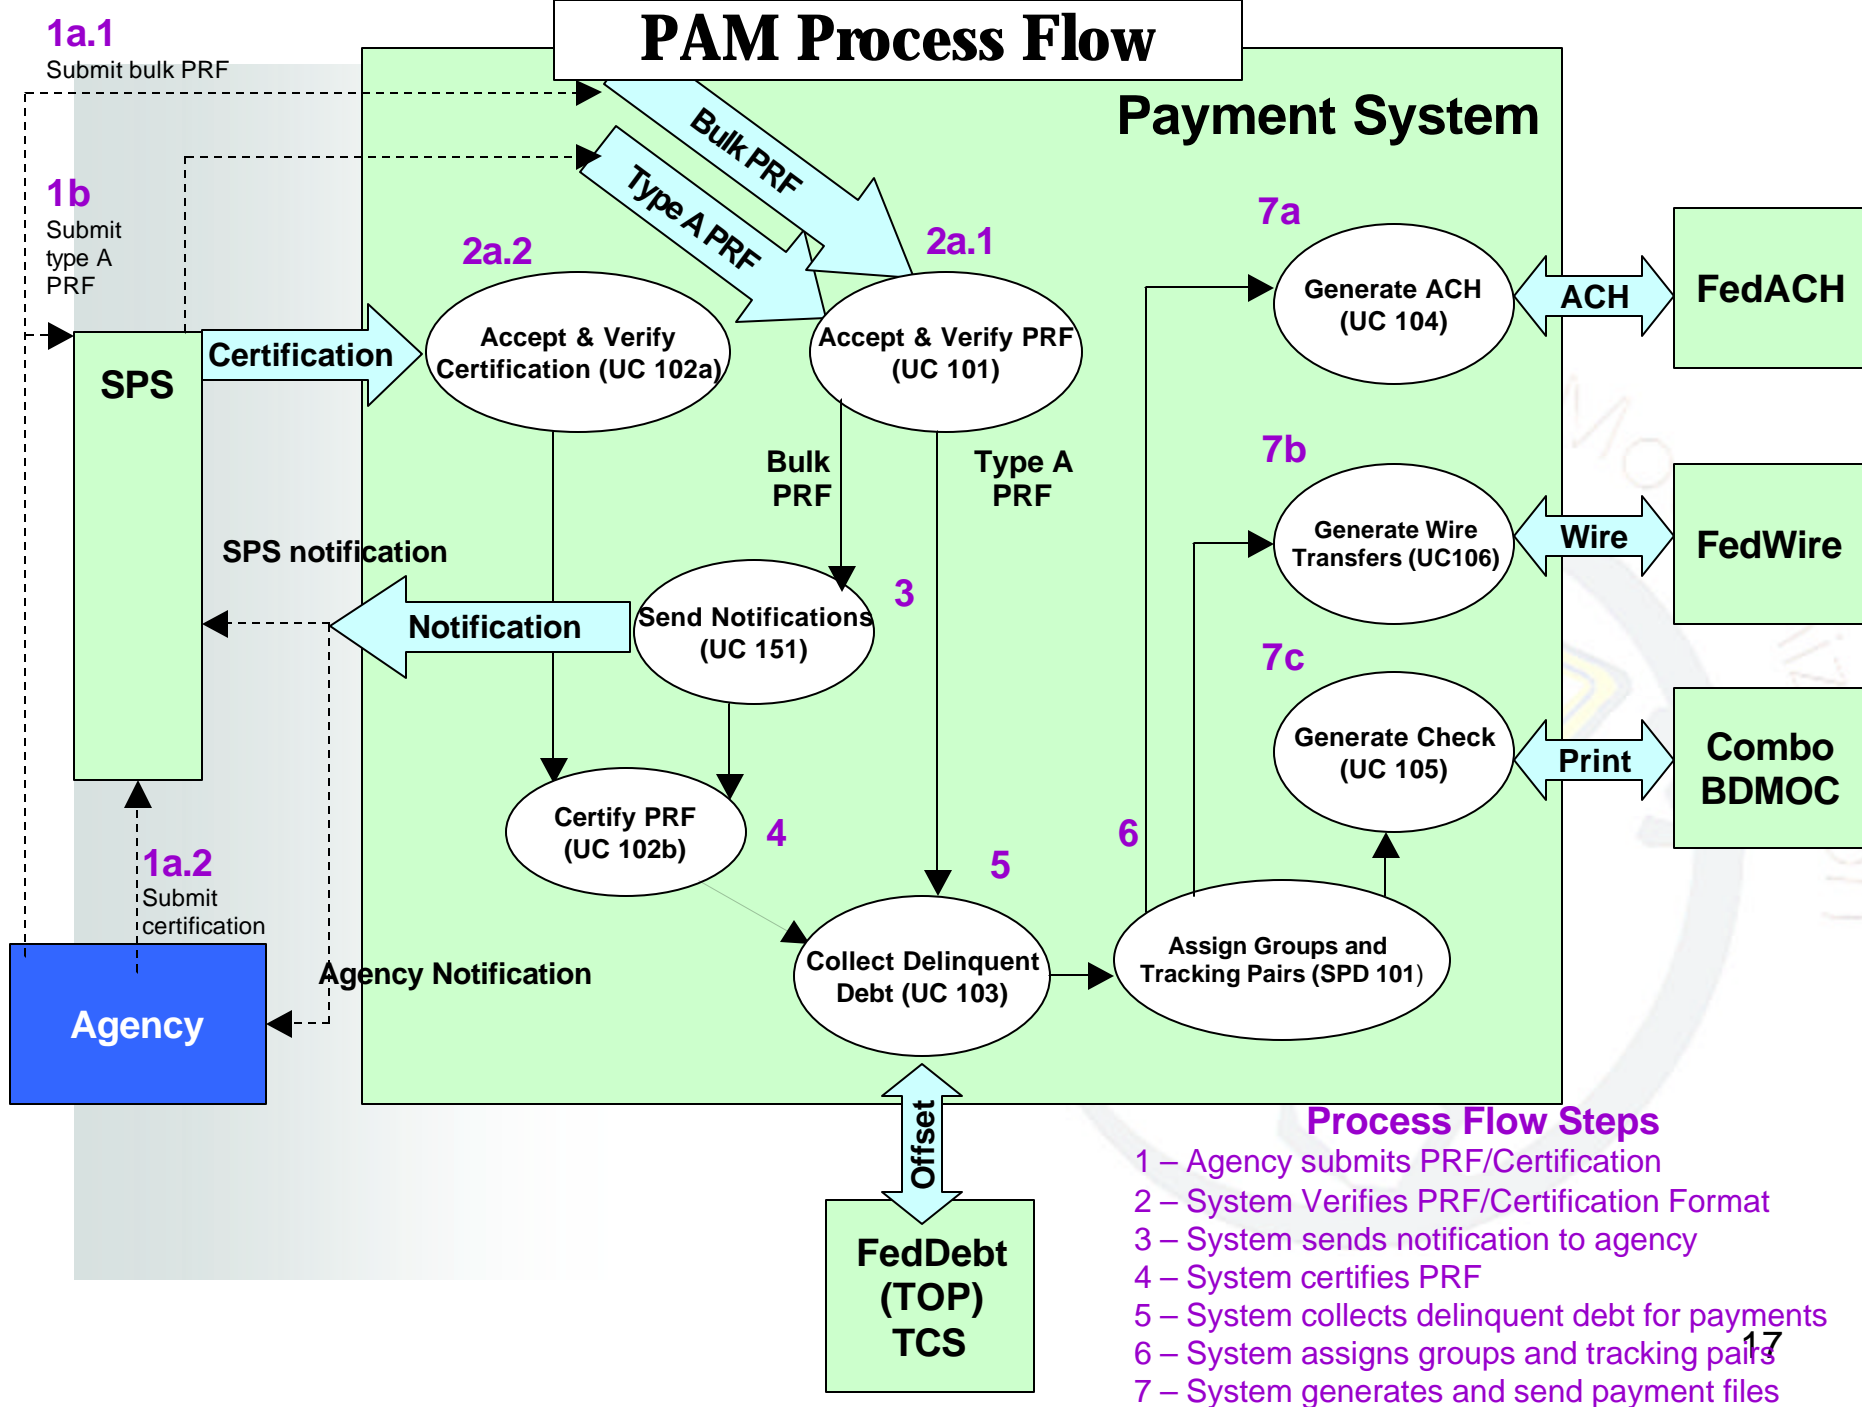 PAM Process Flow
1a.1
Submit bulk PRF
Payment System
Bulk PRF
Type A PRF
1b
Submit
type A
PRF
2a.2
2a.1
7a
SPS
Certification
Accept & Verify
Certification (UC 102a)
Accept & Verify PRF
(UC 101)
Generate ACH
(UC 104)
ACH
FedACH
Bulk
PRF
Type A
PRF
7b
Generate Wire
Transfers (UC106)
Wire
FedWire
SPS notification
Notification
Send Notifications
(UC 151)
3
7c
Generate Check
(UC 105)
Print
Combo
BDMOC
Certify PRF
(UC 102b)
4
5
6
1a.2
Submit
certification
Agency
Agency Notification
Collect Delinquent
Debt (UC 103)
Assign Groups and
Tracking Pairs (SPD 101)
Offset
FedDebt
(TOP)
TCS
Process Flow Steps
1 – Agency submits PRF/Certification
2 – System Verifies PRF/Certification Format
3 – System sends notification to agency
4 – System certifies PRF
5 – System collects delinquent debt for payments
6 – System assigns groups and tracking pairs
7 – System generates and send payment files
17